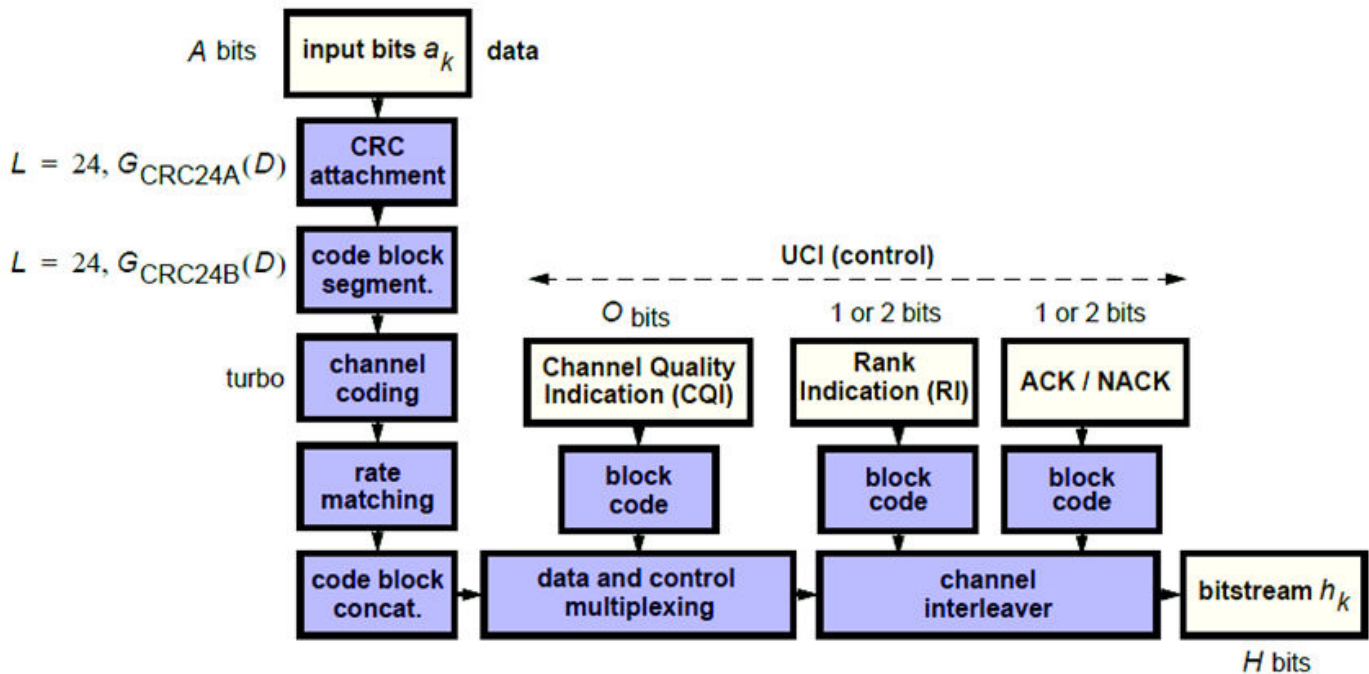 A bits
input bits a_k
data
L = 24, G_CRC24A(D)
CRC
attachment
L = 24, G_CRC24B(D)
code block
segment.
UCI (control)
O bits
1 or 2 bits
1 or 2 bits
turbo
channel
coding
Channel Quality
Indication (CQI)
Rank
Indication (RI)
ACK / NACK
rate
matching
block
code
block
code
block
code
code block
concat.
data and control
multiplexing
channel
interleaver
bitstream h_k
H bits